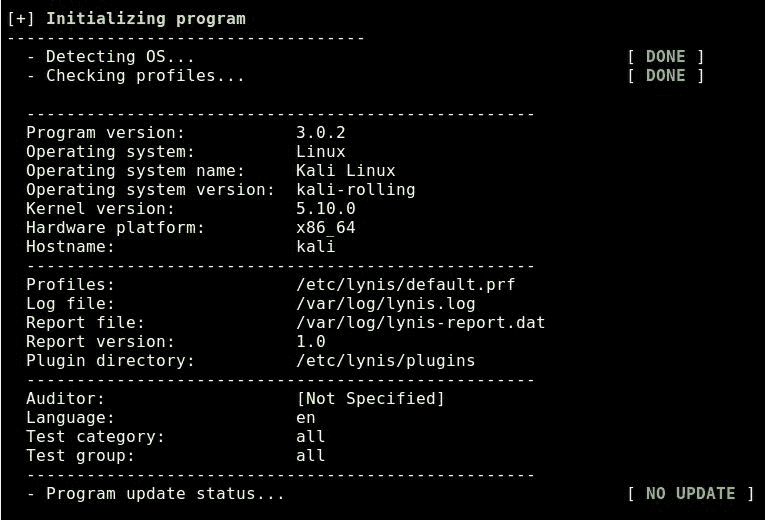 [+] Initializing program
------------------------------------
- Detecting OS... [ DONE ]
- Checking profiles... [ DONE ]
---------------------------------------------------
Program version: 3.0.2
Operating system: Linux
Operating system name: Kali Linux
Operating system version: kali-rolling
Kernel version: 5.10.0
Hardware platform: x86_64
Hostname: kali
---------------------------------------------------
Profiles: /etc/lynis/default.prf
Log file: /var/log/lynis.log
Report file: /var/log/lynis-report.dat
Report version: 1.0
Plugin directory: /etc/lynis/plugins
---------------------------------------------------
Auditor: [Not Specified]
Language: en
Test category: all
Test group: all
---------------------------------------------------
- Program update status... [ NO UPDATE ]